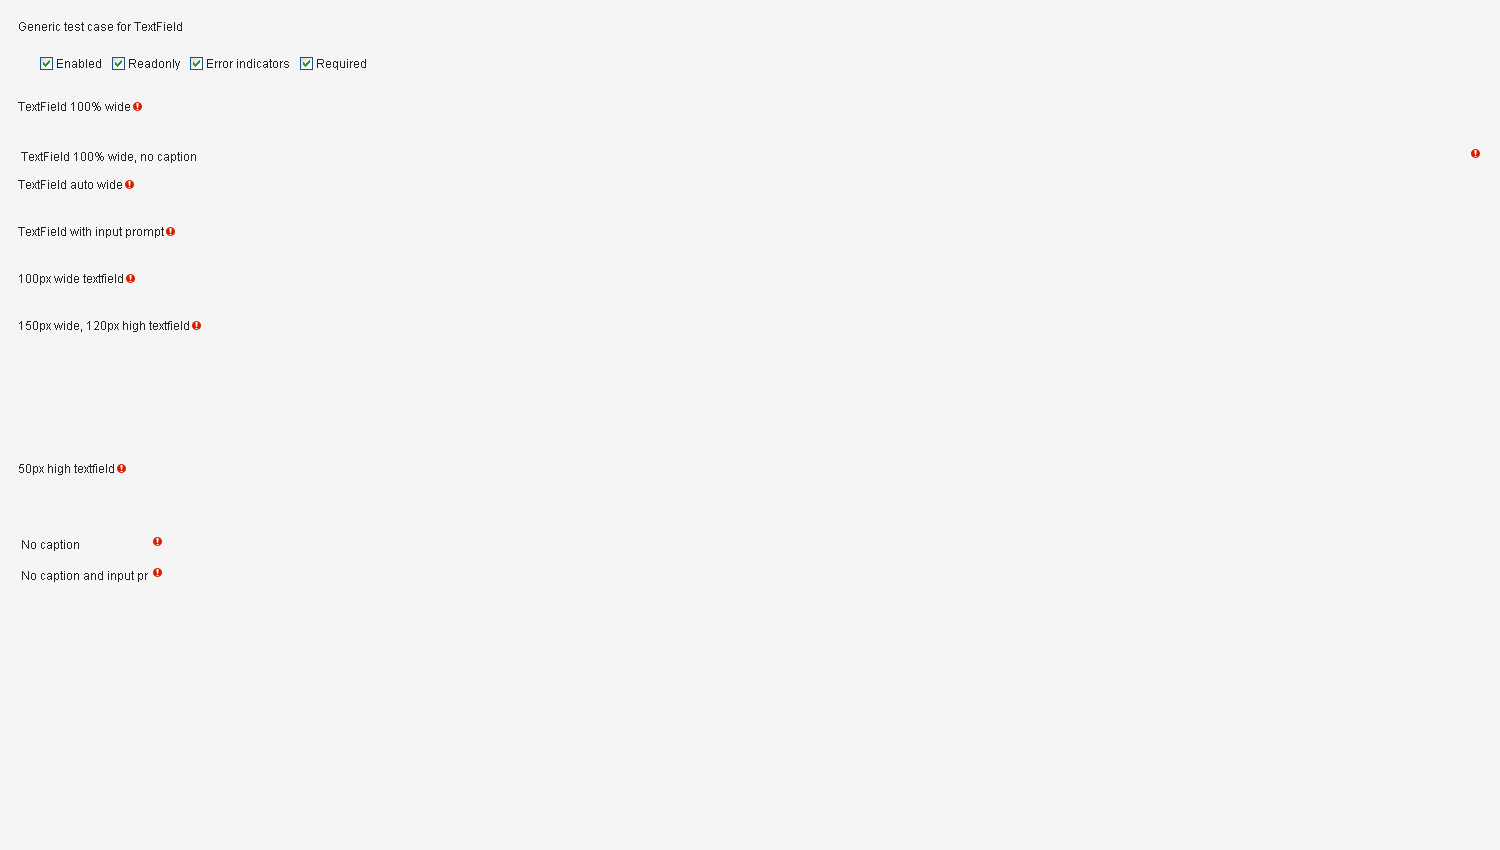 Generic test case for TextField
Enabled Readonly Error indicators Required
TextField 100% wide
TextField 100% wide, no caption
TextField auto wide
TextField with input prompt
100px wide textfield
150px wide, 120px high textfield
50px high textfield
No caption
No caption and input pr